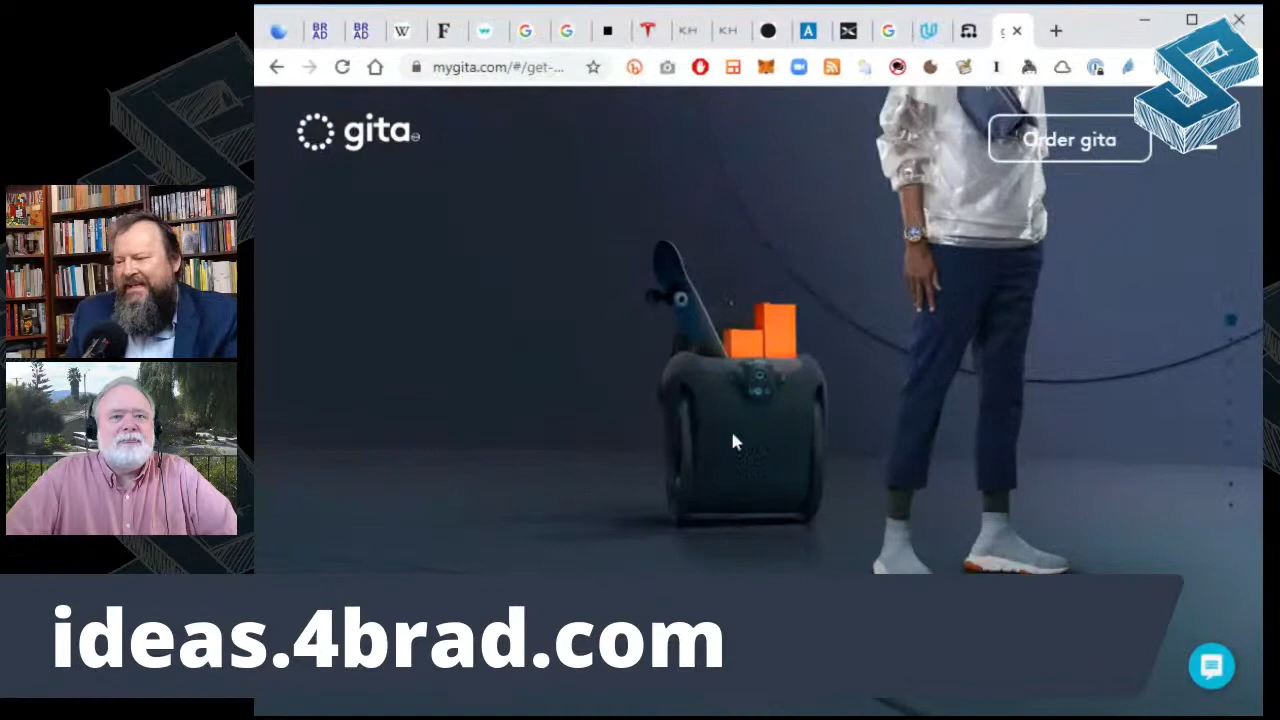 BR
AD
BR
AD
W
F
G
G
KH
KH
A
G
mygita.com/#/get-...
gita
Order gita
ideas.4brad.com